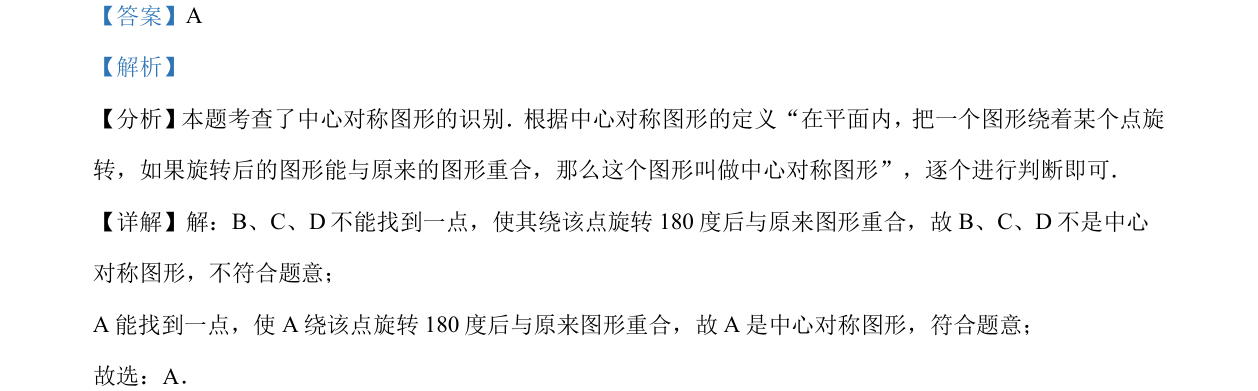 【答案】A
【解析】
【分析】本题考查了中心对称图形的识别．根据中心对称图形的定义“在平面内，把一个图形绕着某个点旋
转，如果旋转后的图形能与原来的图形重合，那么这个图形叫做中心对称图形”，逐个进行判断即可．
【详解】解：B、C、D 不能找到一点，使其绕该点旋转 180 度后与原来图形重合，故 B、C、D 不是中心
对称图形，不符合题意；
A 能找到一点，使 A 绕该点旋转 180 度后与原来图形重合，故 A 是中心对称图形，符合题意；
故选：A．